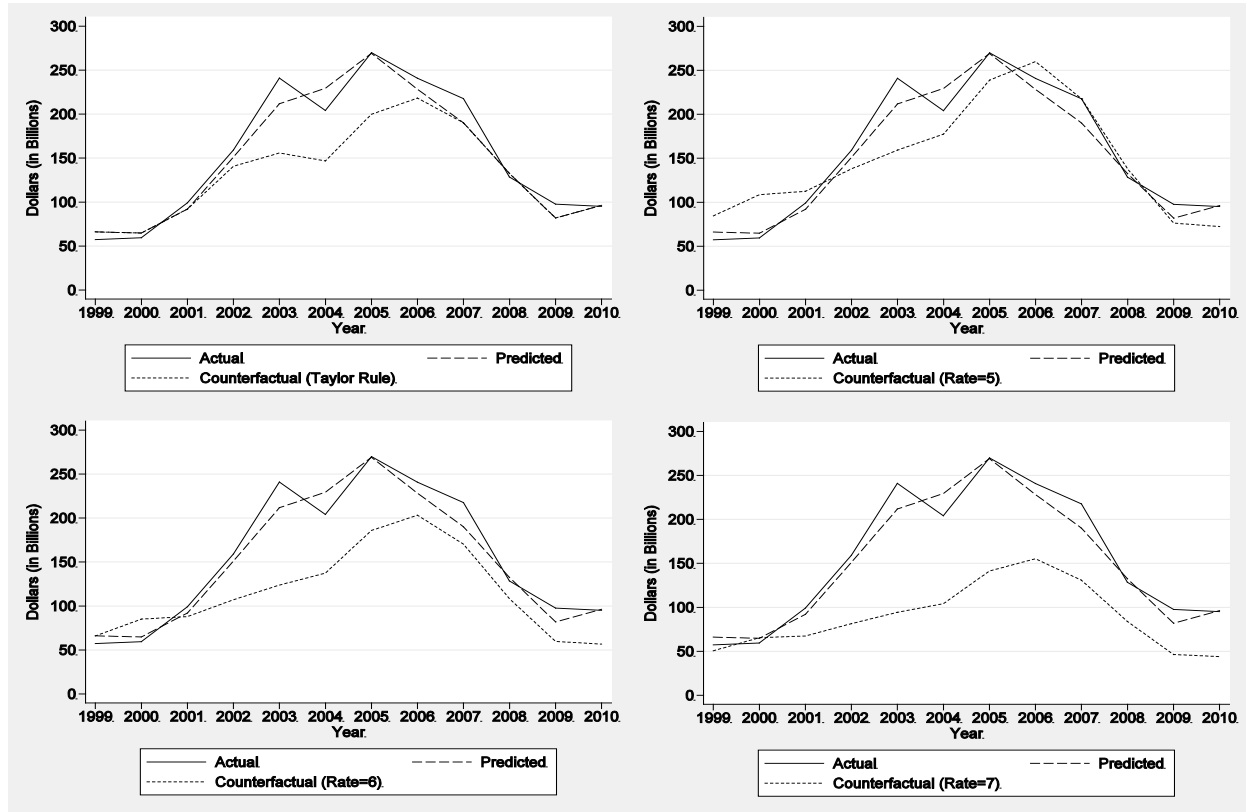 300.
250.
200.
150.
100.
50.
0.
Dollars (in Billions)
1999. 2000. 2001. 2002. 2003. 2004. 2005. 2006. 2007. 2008. 2009. 2010.
Year.
Actual. Predicted.
Counterfactual (Taylor Rule).
300.
250.
200.
150.
100.
50.
0.
Dollars (in Billions)
1999. 2000. 2001. 2002. 2003. 2004. 2005. 2006. 2007. 2008. 2009. 2010.
Year.
Actual. Predicted.
Counterfactual (Rate=5).
300.
250.
200.
150.
100.
50.
0.
Dollars (in Billions)
1999. 2000. 2001. 2002. 2003. 2004. 2005. 2006. 2007. 2008. 2009. 2010.
Year.
Actual. Predicted.
Counterfactual (Rate=6).
300.
250.
200.
150.
100.
50.
0.
Dollars (in Billions)
1999. 2000. 2001. 2002. 2003. 2004. 2005. 2006. 2007. 2008. 2009. 2010.
Year.
Actual. Predicted.
Counterfactual (Rate=7).